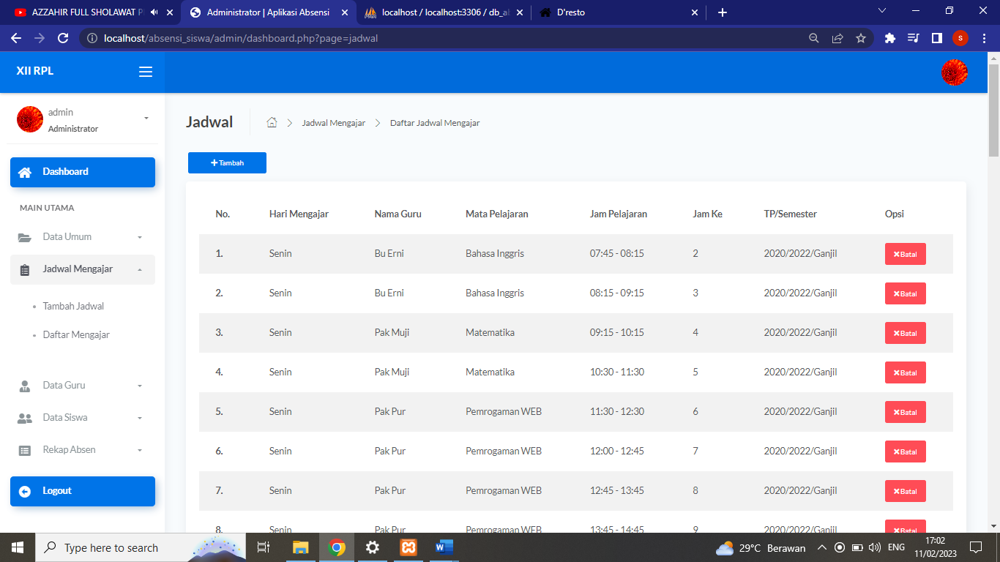 AZZAHIR FULL SHOLAWAT P
Administrator | Aplikasi Absensi
localhost / localhost:3306 / db_ab
D'resto
localhost/absensi_siswa/admin/dashboard.php?page=jadwal
S
XII RPL
admin
Administrator
Dashboard
MAIN UTAMA
Data Umum
Jadwal Mengajar
Tambah Jadwal
Daftar Mengajar
Data Guru
Data Siswa
Rekap Absen
Logout
Jadwal
Jadwal Mengajar
Daftar Jadwal Mengajar
Tambah
No. Hari Mengajar Nama Guru Mata Pelajaran Jam Pelajaran Jam Ke TP/Semester Opsi
1. Senin Bu Erni Bahasa Inggris 07:45 - 08:15 2 2020/2022/Ganjil Batal
2. Senin Bu Erni Bahasa Inggris 08:15 - 09:15 3 2020/2022/Ganjil Batal
3. Senin Pak Muji Matematika 09:15 - 10:15 4 2020/2022/Ganjil Batal
4. Senin Pak Muji Matematika 10:30 - 11:30 5 2020/2022/Ganjil Batal
5. Senin Pak Pur Pemrogaman WEB 11:30 - 12:30 6 2020/2022/Ganjil Batal
6. Senin Pak Pur Pemrogaman WEB 12:00 - 12:45 7 2020/2022/Ganjil Batal
7. Senin Pak Pur Pemrogaman WEB 12:45 - 13:45 8 2020/2022/Ganjil Batal
8. Senin Pak Pur Pemrogaman WEB 13:45 - 14:45 9 2020/2022/Ganjil Batal
Type here to search
29°C Berawan
ENG
17:02
11/02/2023